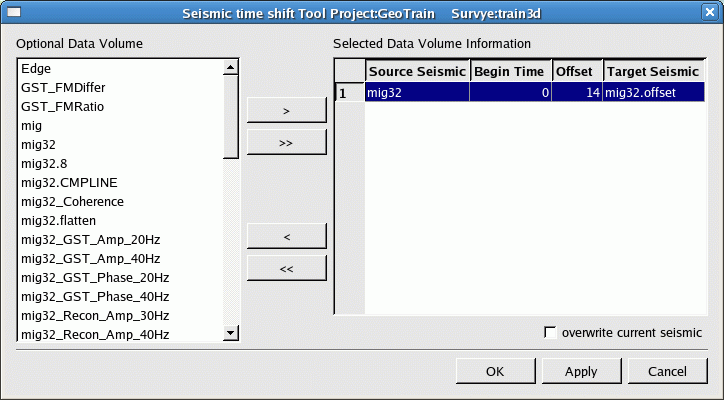 Seismic time shift Tool Project:GeoTrain Survye:train3d
Optional Data Volume
Edge
GST_FMDiffer
GST_FMRatio
mig
mig32
mig32.8
mig32.CMPLINE
mig32_Coherence
mig32.flatten
mig32_GST_Amp_20Hz
mig32_GST_Amp_40Hz
mig32_GST_Phase_20Hz
mig32_GST_Phase_40Hz
mig32_Recon_Amp_30Hz
mig32_Recon_Amp_40Hz
>
>>
<
<<
Selected Data Volume Information
Source Seismic Begin Time Offset Target Seismic
1 mig32 0 14 mig32.offset
overwrite current seismic
OK Apply Cancel